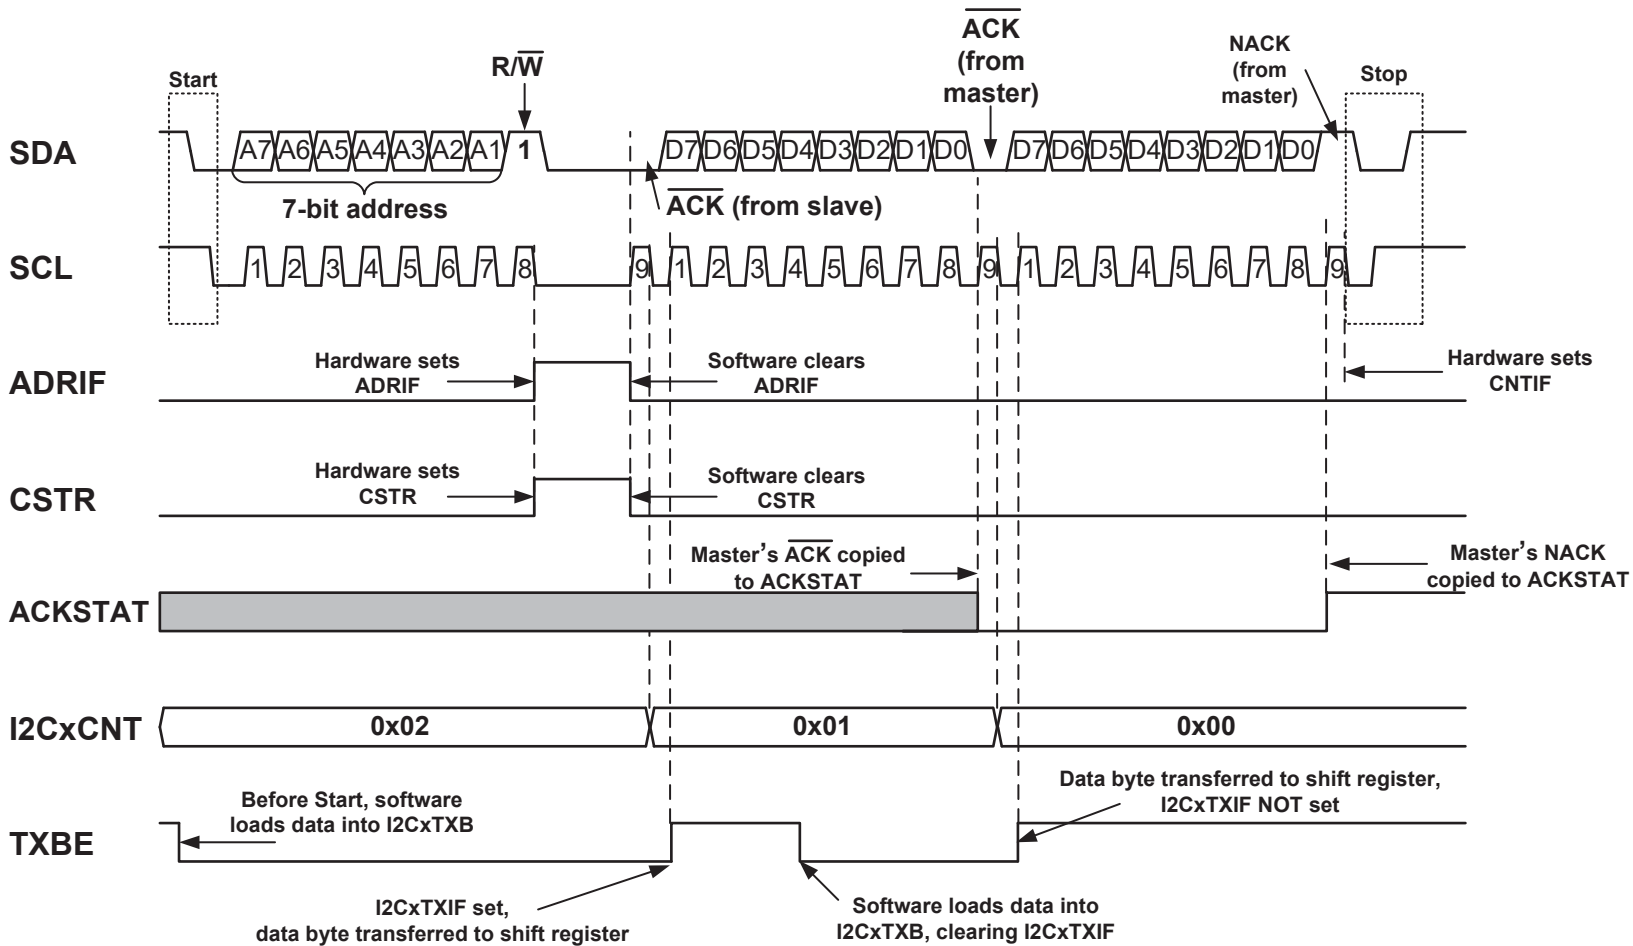 ACK
(from
master)
NACK
(from
master)
R/W
Start
Stop
SDA
A7 A6 A5 A4 A3 A2 A1 1 D7 D6 D5 D4 D3 D2 D1 D0 D7 D6 D5 D4 D3 D2 D1 D0
7-bit address
ACK (from slave)
SCL
1 2 3 4 5 6 7 8 9 1 2 3 4 5 6 7 8 9 1 2 3 4 5 6 7 8 9
ADRIF
Hardware sets
ADRIF
Software clears
ADRIF
Hardware sets
CNTIF
CSTR
Hardware sets
CSTR
Software clears
CSTR
Master's ACK copied
to ACKSTAT
Master's NACK
copied to ACKSTAT
ACKSTAT
I2CxCNT
0x02 0x01 0x00
TXBE
Before Start, software
loads data into I2CxTXB
Data byte transferred to shift register,
I2CxTXIF NOT set
I2CxTXIF set,
data byte transferred to shift register
Software loads data into
I2CxTXB, clearing I2CxTXIF